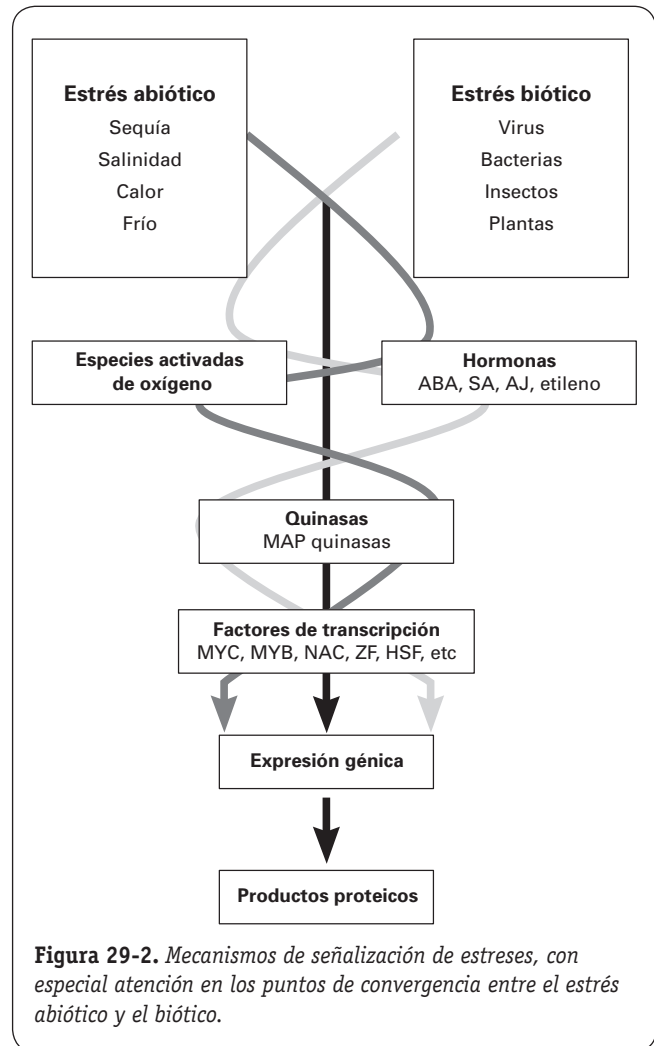 Estrés abiótico
Sequía
Salinidad
Calor
Frío
Estrés biótico
Virus
Bacterias
Insectos
Plantas
Especies activadas
de oxígeno
Hormonas
ABA, SA, AJ, etileno
Quinasas
MAP quinasas
Factores de transcripción
MYC, MYB, NAC, ZF, HSF, etc
Expresión génica
Productos proteicos
Figura 29-2. Mecanismos de señalización de estreses, con
especial atención en los puntos de convergencia entre el estrés
abiótico y el biótico.